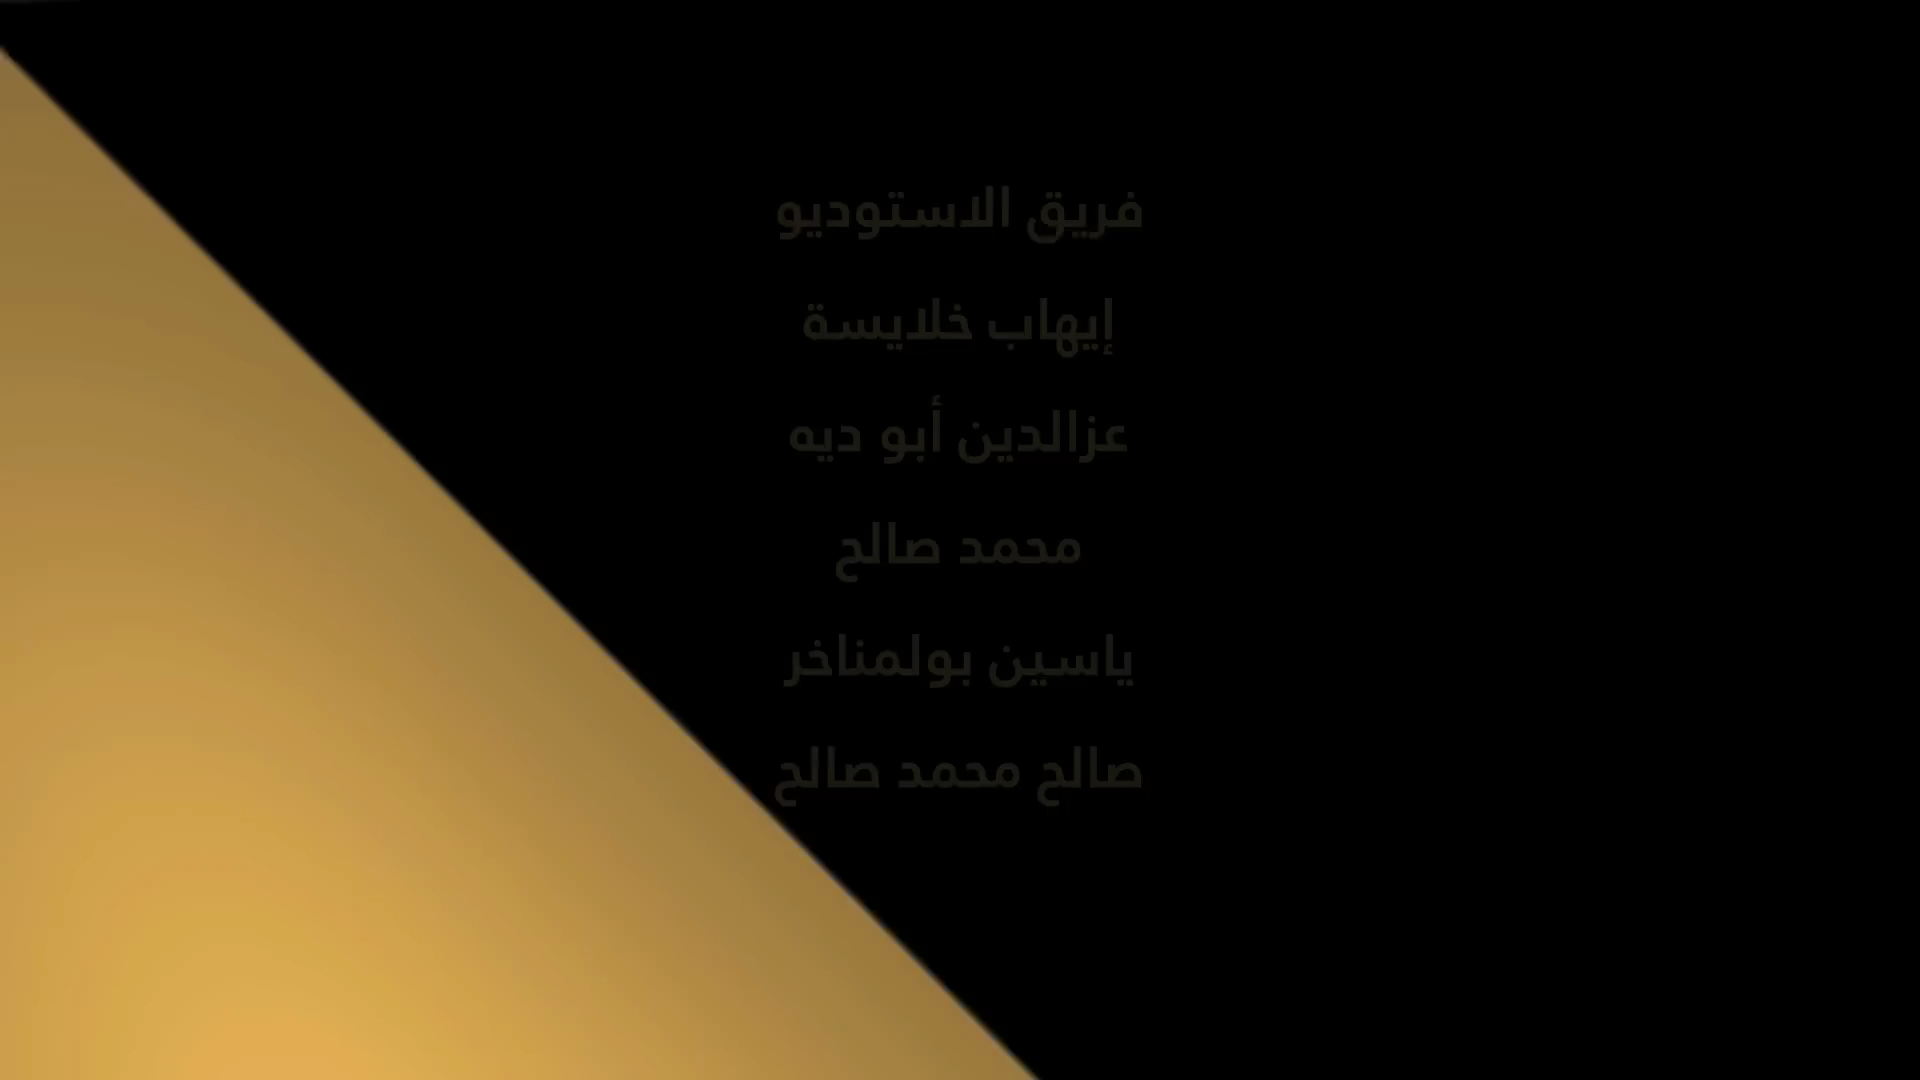 فريق الاستوديو
إيهاب خلايسة
عزالدين أبو ديه
محمد صالح
ياسين بولمناخر
صالح محمد صالح